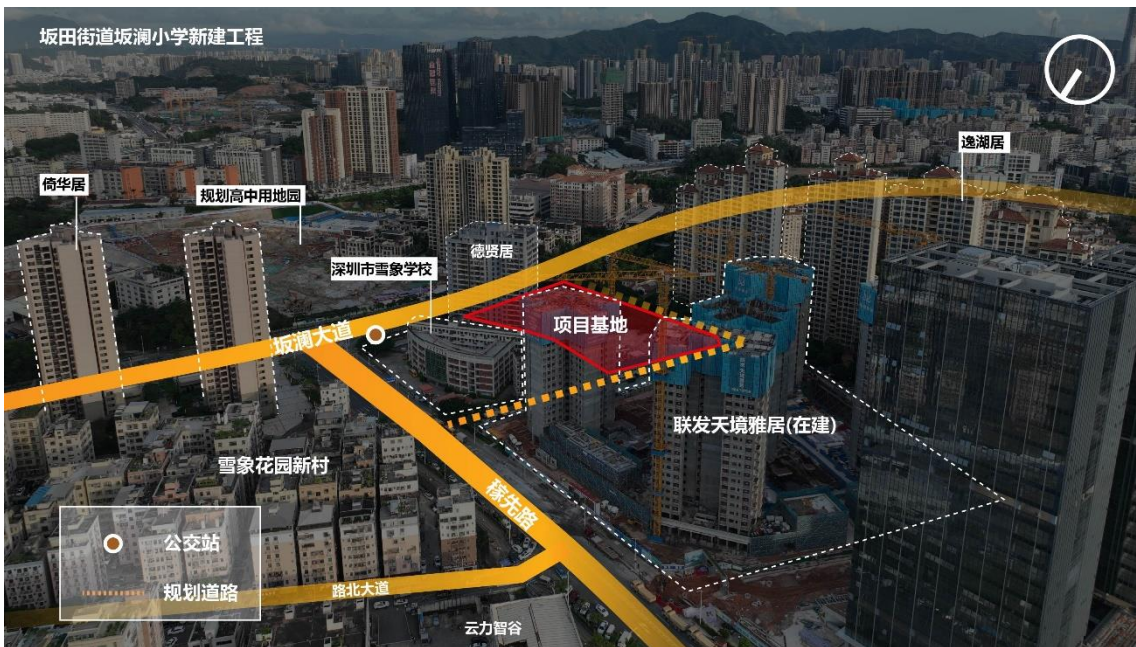 坂田街道坂澜小学新建工程
逸湖居
倚华居
规划高中用地园
德贤居
深圳市雪象学校
项目基地
坂澜大道
联发天境雅居(在建)
雪象花园新村
稼先路
公交站
规划道路
路北大道
云力智谷